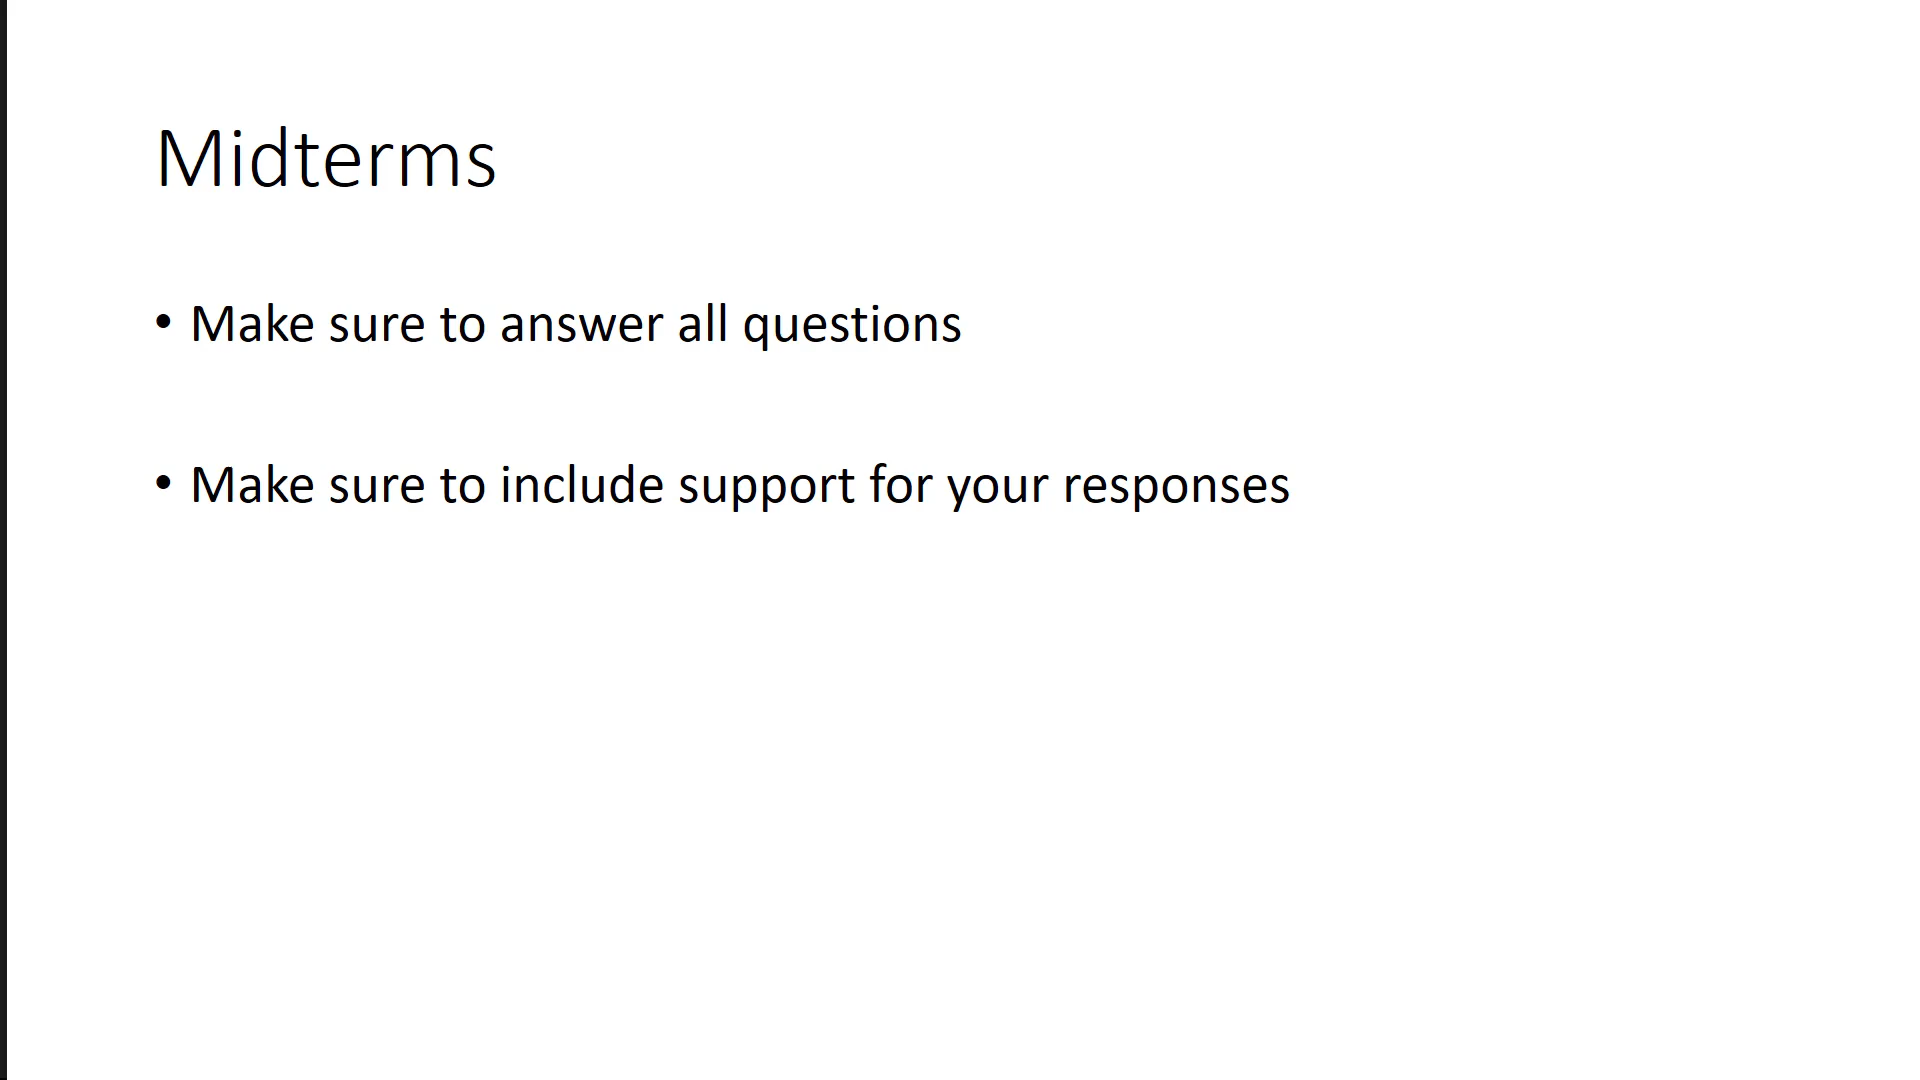 Midterms
• Make sure to answer all questions
• Make sure to include support for your responses